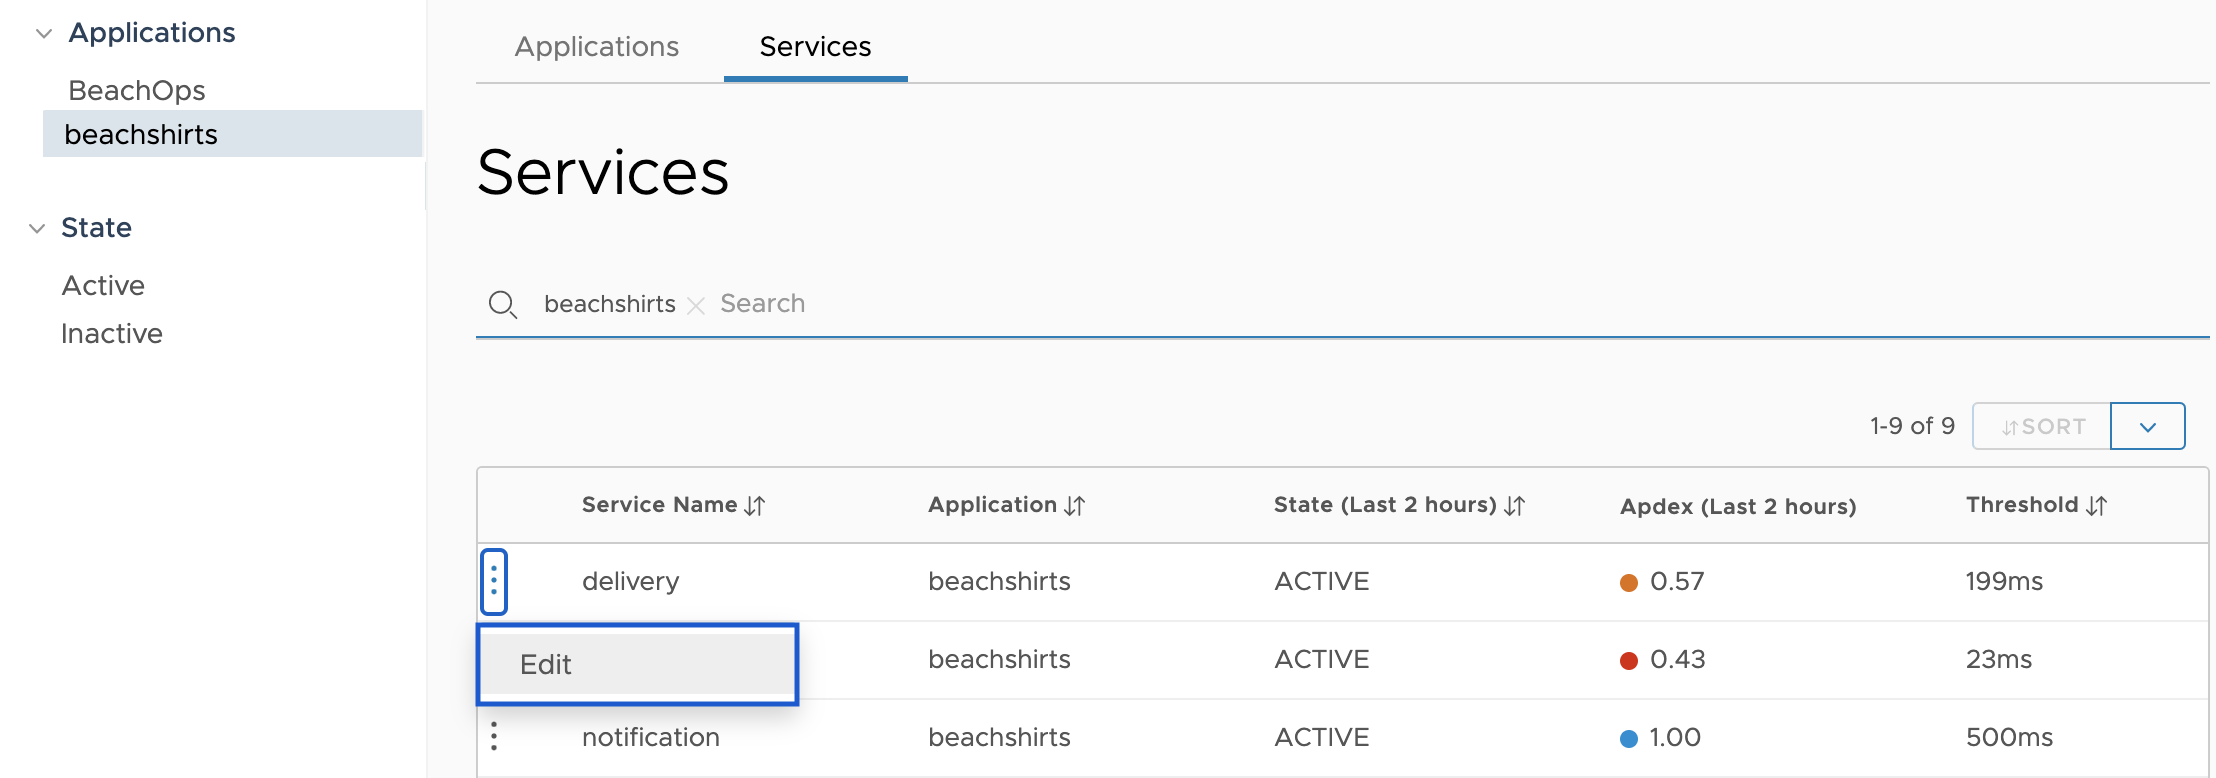 Applications
BeachOps
beachshirts
State
Active
Inactive
Applications Services
Services
beachshirts Search
1-9 of 9 SORT
Service Name Application State (Last 2 hours) Apdex (Last 2 hours) Threshold
delivery beachshirts ACTIVE 0.57 199ms
Edit beachshirts ACTIVE 0.43 23ms
notification beachshirts ACTIVE 1.00 500ms